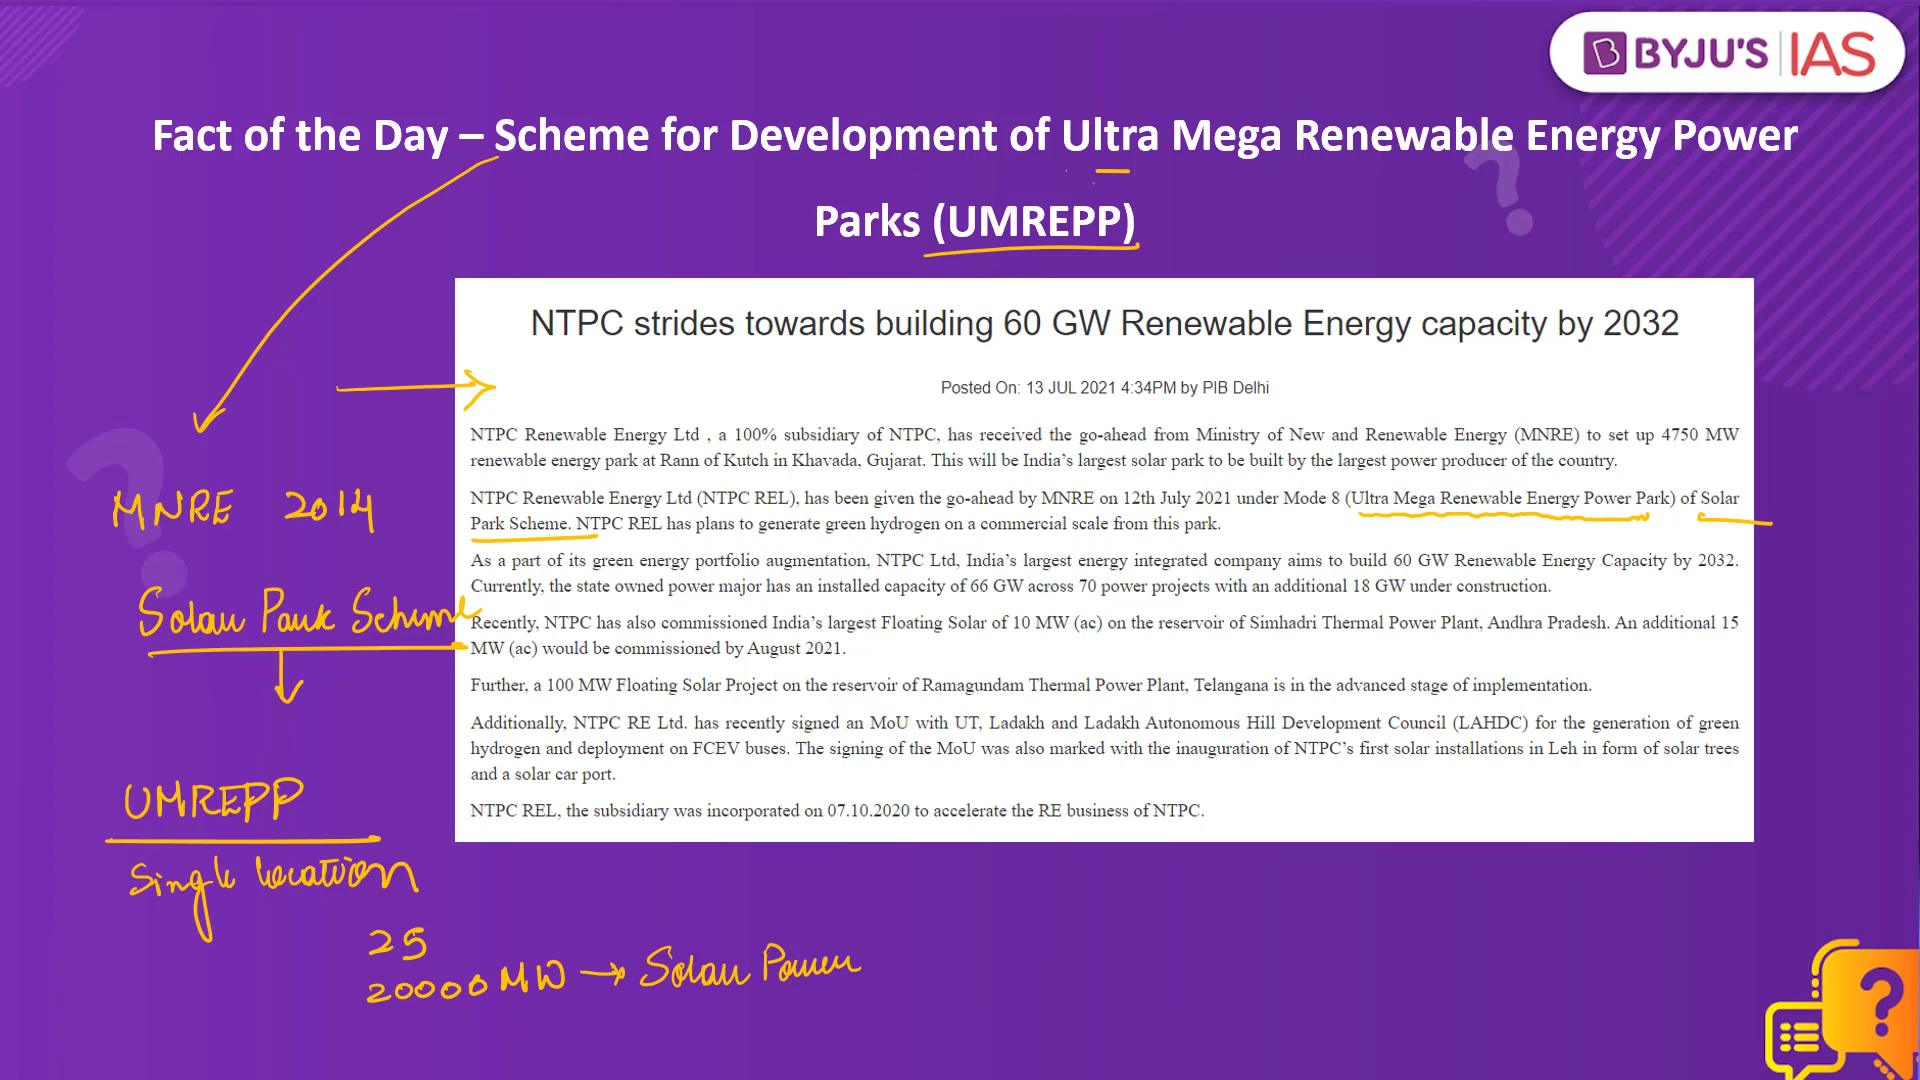 BYJU'S IAS
Fact of the Day – Scheme for Development of Ultra Mega Renewable Energy Power
Parks (UMREPP)
NTPC strides towards building 60 GW Renewable Energy capacity by 2032
Posted On: 13 JUL 2021 4:34PM by PIB Delhi
NTPC Renewable Energy Ltd , a 100% subsidiary of NTPC, has received the go-ahead from Ministry of New and Renewable Energy (MNRE) to set up 4750 MW
renewable energy park at Rann of Kutch in Khavada, Gujarat. This will be India's largest solar park to be built by the largest power producer of the country.
NTPC Renewable Energy Ltd (NTPC REL), has been given the go-ahead by MNRE on 12th July 2021 under Mode 8 (Ultra Mega Renewable Energy Power Park) of Solar
Park Scheme. NTPC REL has plans to generate green hydrogen on a commercial scale from this park.
As a part of its green energy portfolio augmentation, NTPC Ltd, India's largest energy integrated company aims to build 60 GW Renewable Energy Capacity by 2032.
Currently, the state owned power major has an installed capacity of 66 GW across 70 power projects with an additional 18 GW under construction.
Recently, NTPC has also commissioned India's largest Floating Solar of 10 MW (ac) on the reservoir of Simhadri Thermal Power Plant, Andhra Pradesh. An additional 15
MW (ac) would be commissioned by August 2021.
Further, a 100 MW Floating Solar Project on the reservoir of Ramagundam Thermal Power Plant, Telangana is in the advanced stage of implementation.
Additionally, NTPC RE Ltd. has recently signed an MoU with UT, Ladakh and Ladakh Autonomous Hill Development Council (LAHDC) for the generation of green
hydrogen and deployment on FCEV buses. The signing of the MoU was also marked with the inauguration of NTPC's first solar installations in Leh in form of solar trees
and a solar car port.
NTPC REL, the subsidiary was incorporated on 07.10.2020 to accelerate the RE business of NTPC.
MNRE 2014
Solar Park Scheme
UMREPP
Single location
25
20000 MW → Solar Power